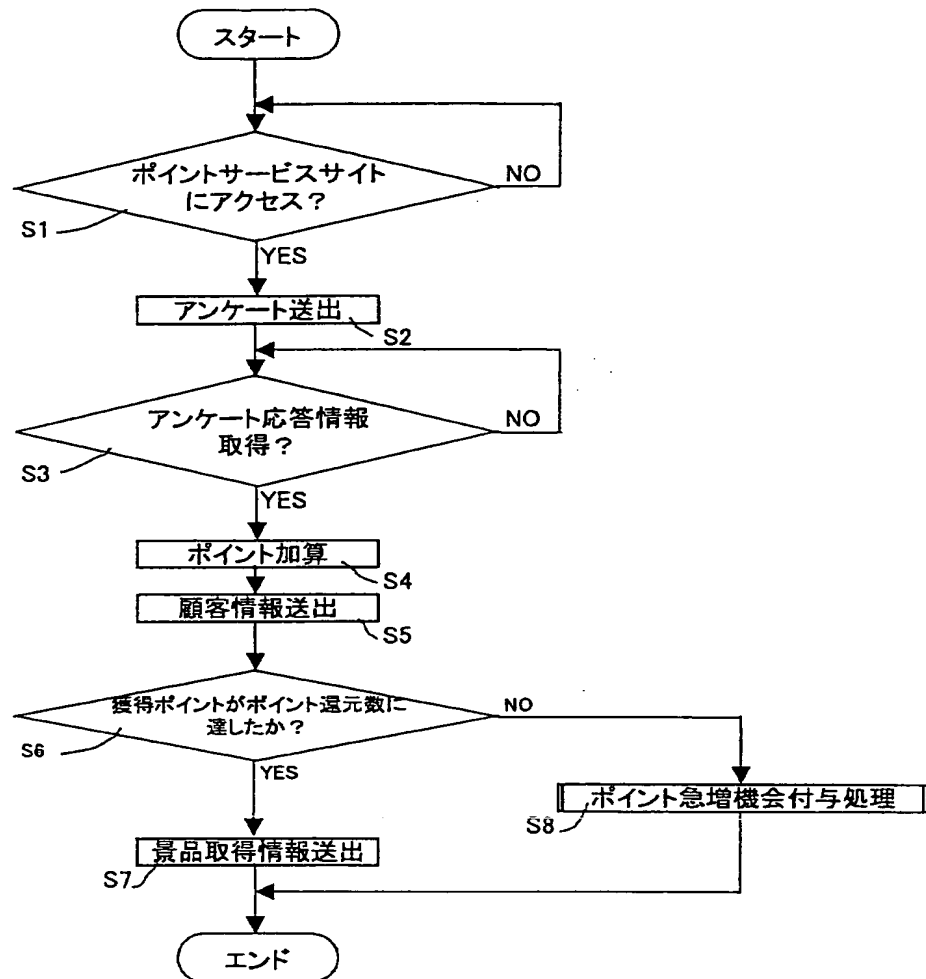 スタート
ポイントサービスサイト
にアクセス？
NO
S1
YES
アンケート送出
S2
アンケート応答情報
取得？
NO
S3
YES
ポイント加算
S4
顧客情報送出
S5
獲得ポイントがポイント還元数に
達したか？
NO
S6
YES
ポイント急増機会付与処理
S8
景品取得情報送出
S7
エンド